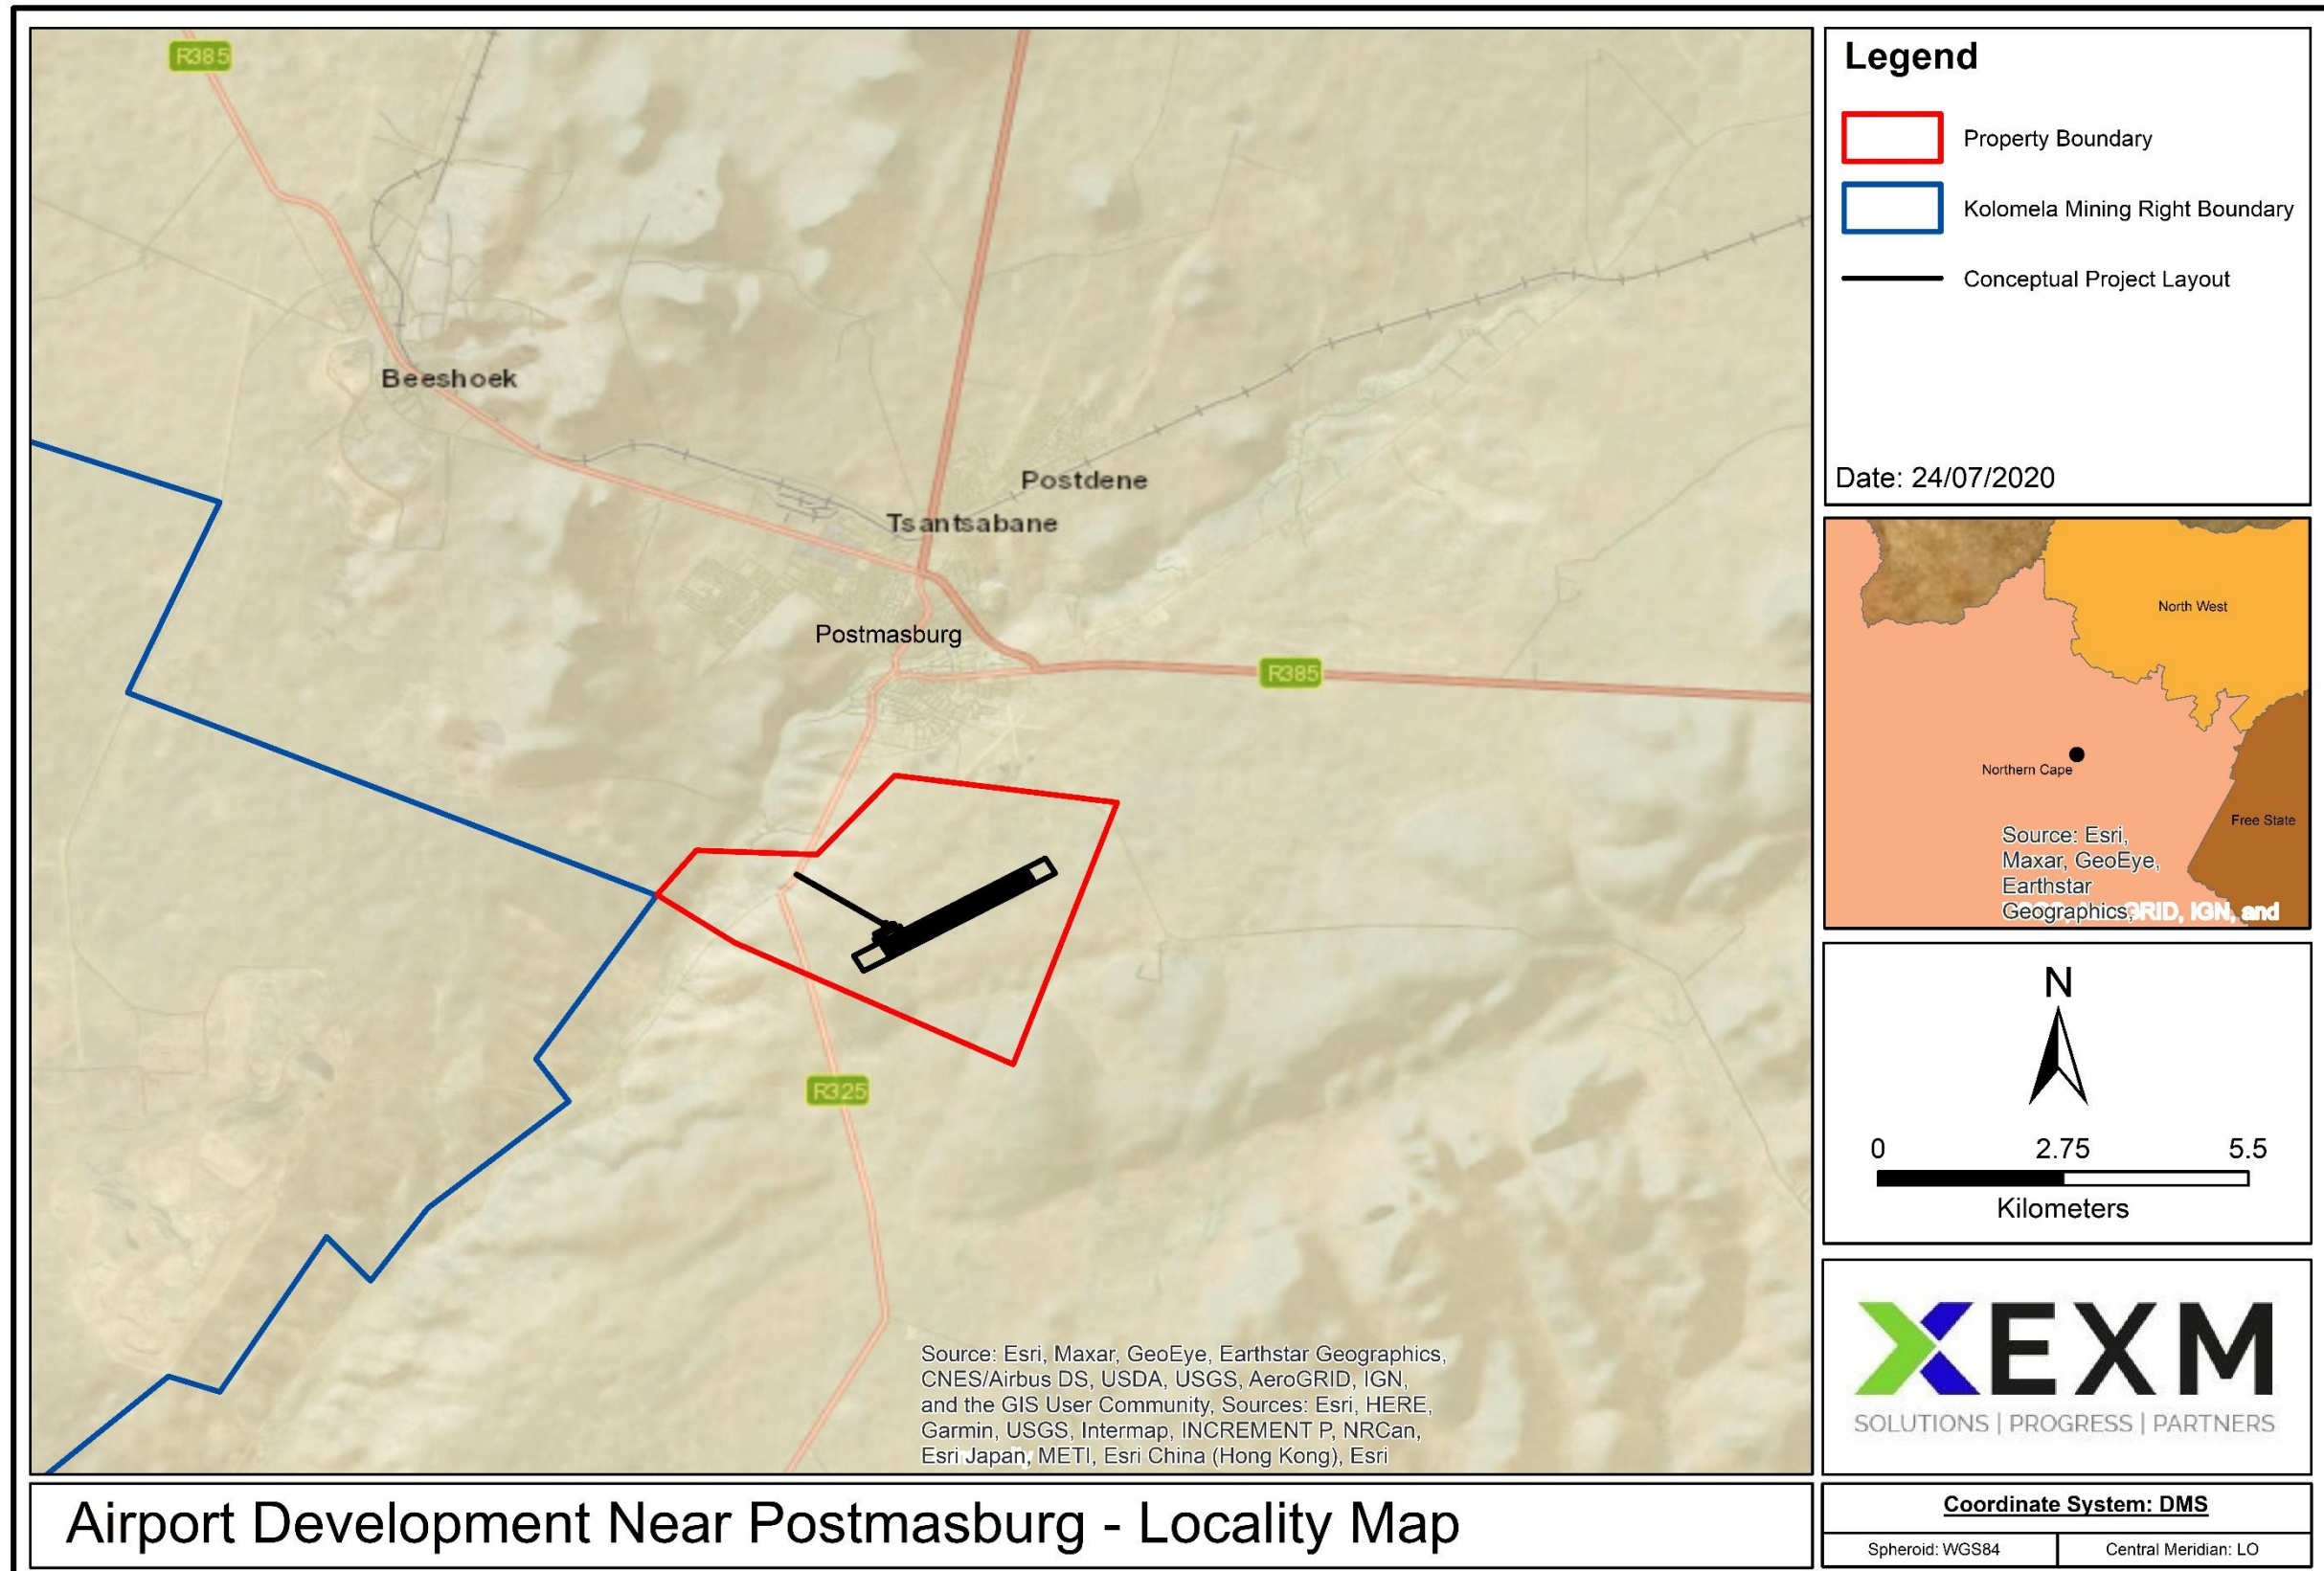 R385
Beeshoek
Postdene
Tsantsabane
Postmasburg
R385
R325
Source: Esri, Maxar, GeoEye, Earthstar Geographics,
CNES/Airbus DS, USDA, USGS, AeroGRID, IGN,
and the GIS User Community, Sources: Esri, HERE,
Garmin, USGS, Intermap, INCREMENT P, NRCan,
Esri Japan, METI, Esri China (Hong Kong), Esri
Airport Development Near Postmasburg - Locality Map
Legend
Property Boundary
Kolomela Mining Right Boundary
Conceptual Project Layout
Date: 24/07/2020
North West
Northern Cape
Free State
Source: Esri,
Maxar, GeoEye,
Earthstar
Geographics,
GRID, IGN, and
N
0 2.75 5.5
Kilometers
EXM
SOLUTIONS | PROGRESS | PARTNERS
Coordinate System: DMS
Spheroid: WGS84
Central Meridian: LO